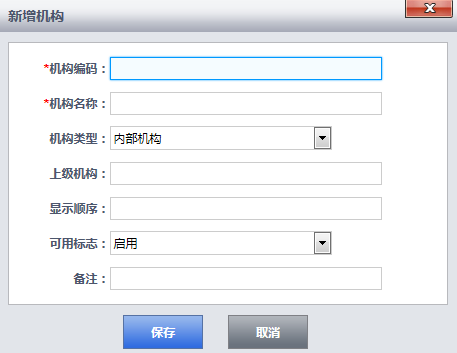 新增机构
*机构编码：
*机构名称：
机构类型： 内部机构
上级机构：
显示顺序：
可用标志： 启用
备注：
保存 取消